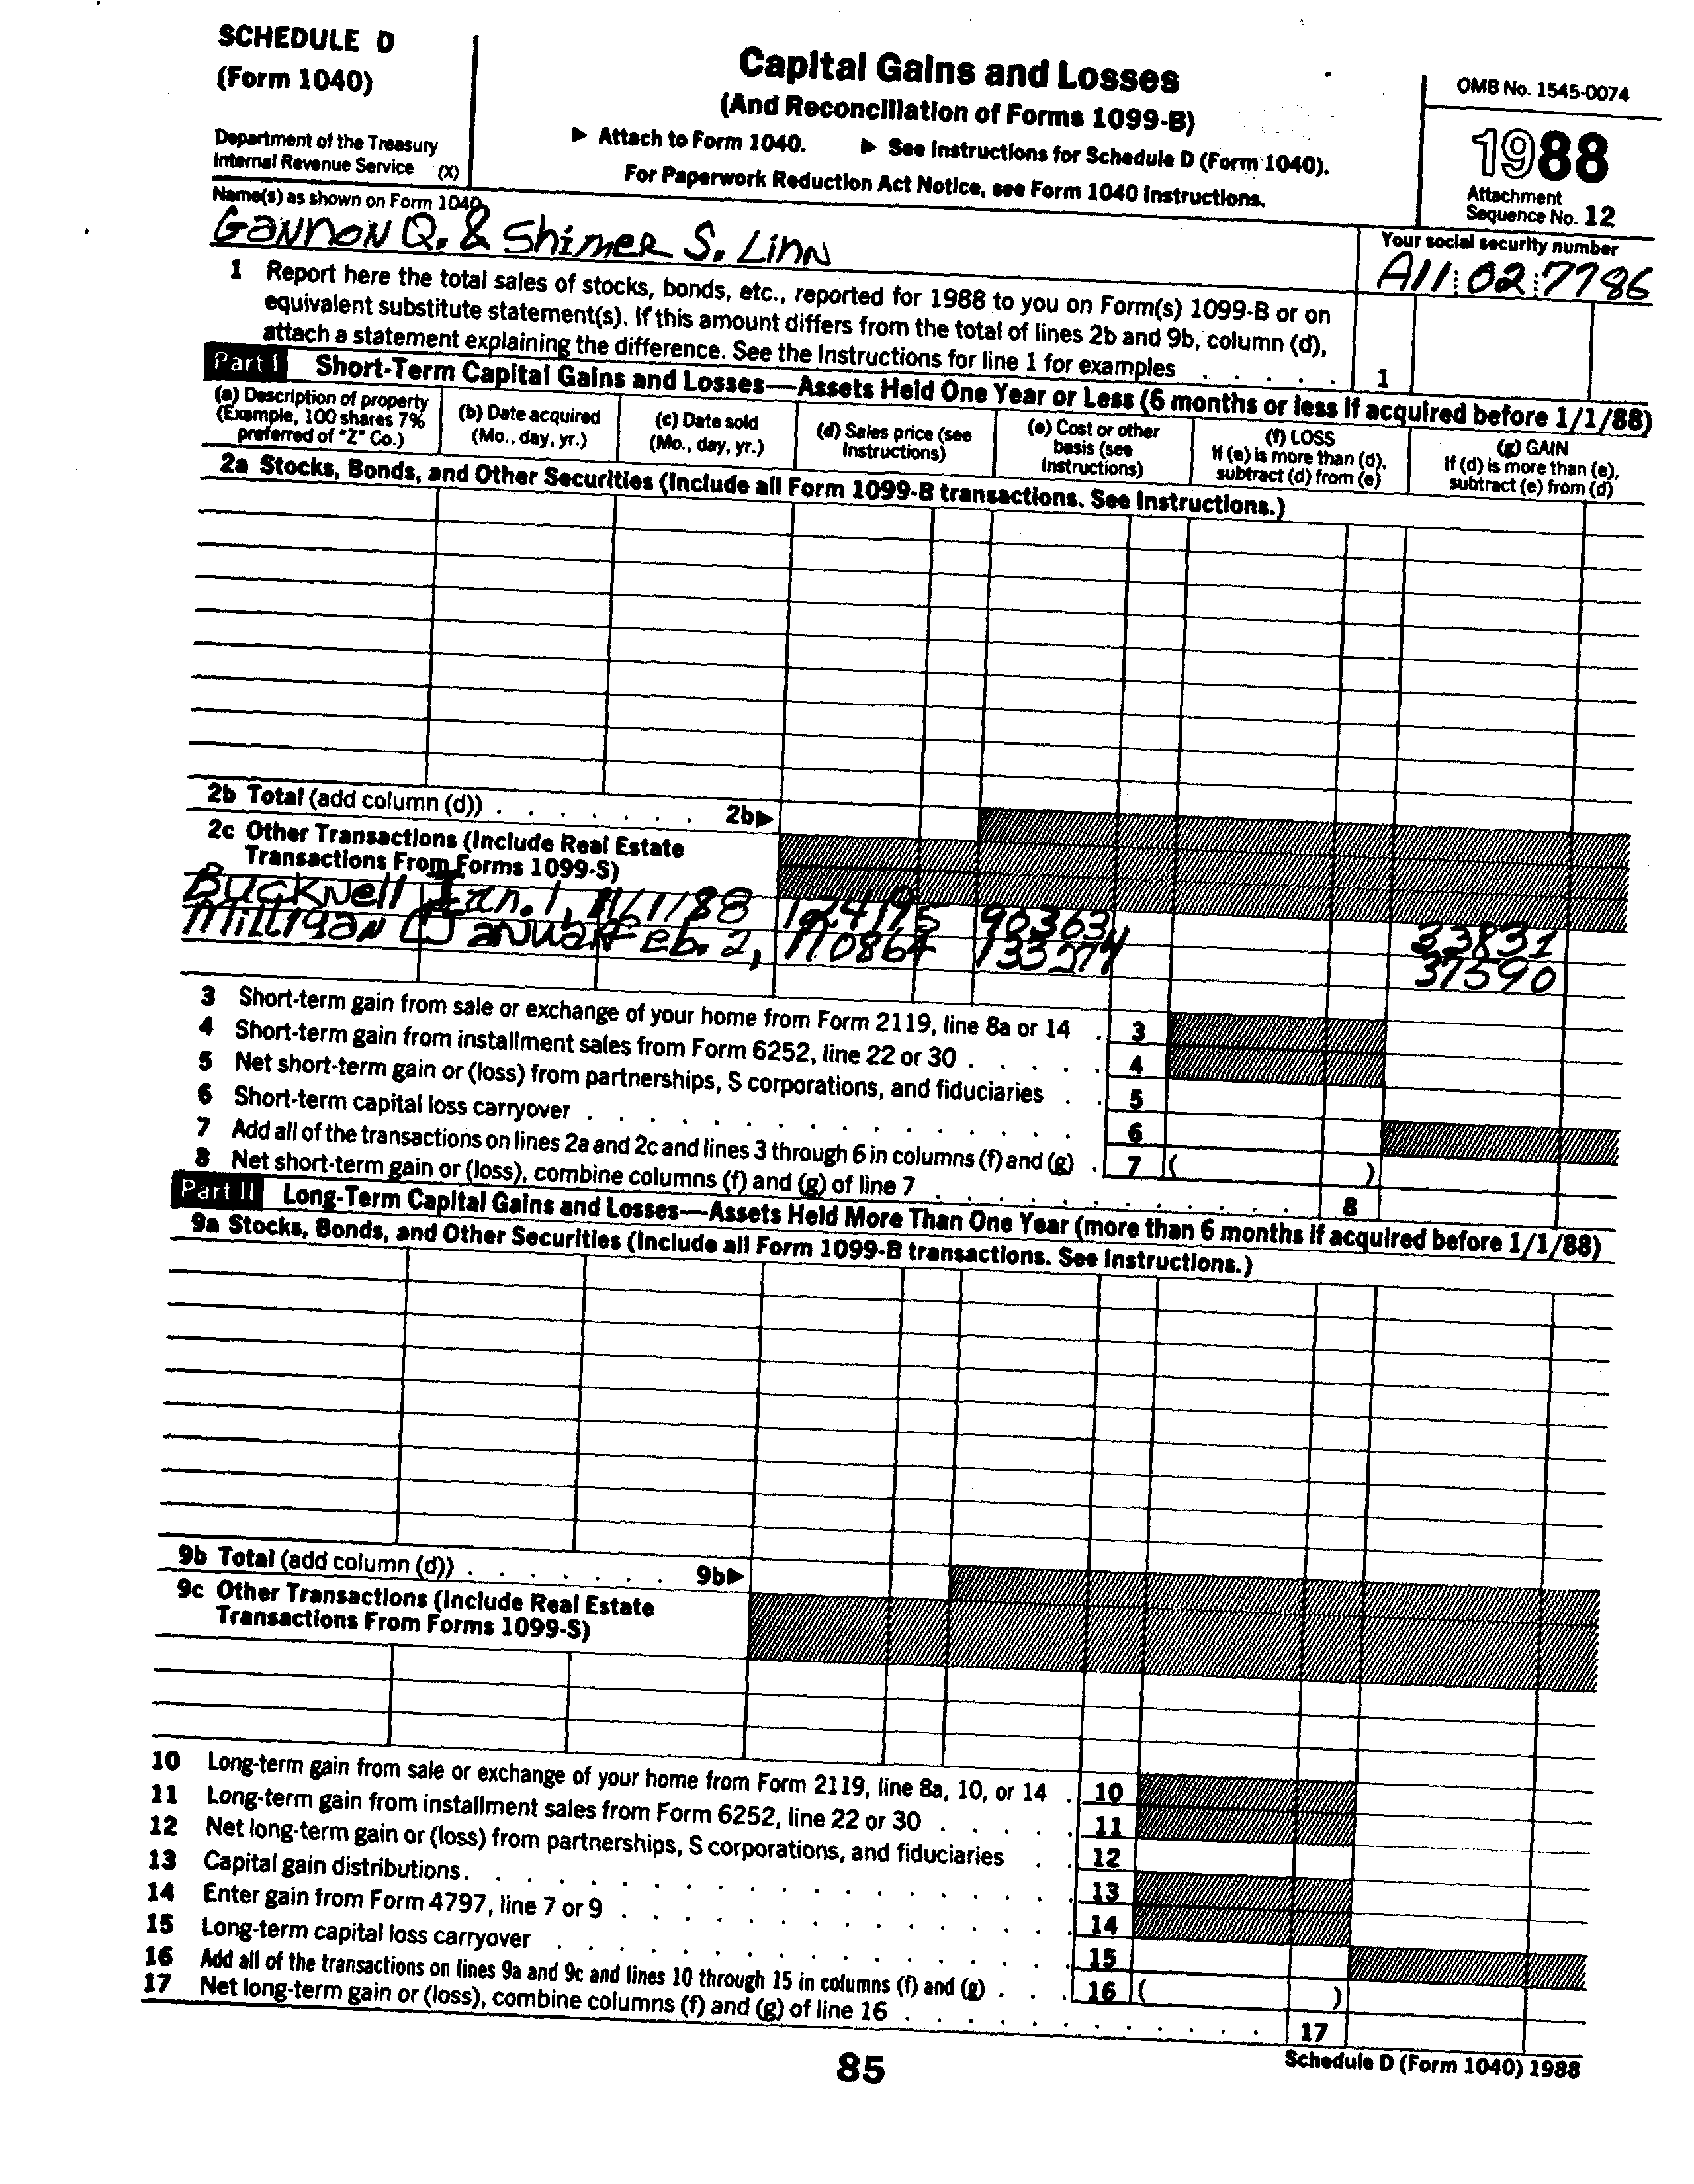 SCHEDULE D
(Form 1040)
Department of the Treasury
Internal Revenue Service (X)
Capital Gains and Losses
(And Reconciliation of Forms 1099-B)
▶ Attach to Form 1040. ▶ See Instructions for Schedule D (Form 1040).
For Paperwork Reduction Act Notice, see Form 1040 Instructions.
OMB No. 1545-0074
1988
Attachment
Sequence No. 12
Name(s) as shown on Form 1040
Gannon Q. & Shimer S. Linn
Your social security number
A11 02 7786
1 Report here the total sales of stocks, bonds, etc., reported for 1988 to you on Form(s) 1099-B or on
equivalent substitute statement(s). If this amount differs from the total of lines 2b and 9b, column (d),
attach a statement explaining the difference. See the Instructions for line 1 for examples . . . . . 1
Part I Short-Term Capital Gains and Losses—Assets Held One Year or Less (6 months or less if acquired before 1/1/88)
(a) Description of property
(Example, 100 shares 7%
preferred of "Z" Co.)
(b) Date acquired
(Mo., day, yr.)
(c) Date sold
(Mo., day, yr.)
(d) Sales price (see
Instructions)
(e) Cost or other
basis (see
Instructions)
(f) LOSS
If (e) is more than (d),
subtract (d) from (e)
(g) GAIN
If (d) is more than (e),
subtract (e) from (d)
2a Stocks, Bonds, and Other Securities (Include all Form 1099-B transactions. See Instructions.)
2b Total (add column (d)) . . . . . . . 2b▶
2c Other Transactions (Include Real Estate
Transactions From Forms 1099-S)
Bucknell Jan. 1, 11/1/88 124195 90363
33831
Milligan C Januar Feb. 2, 170864 133274
37590
3 Short-term gain from sale or exchange of your home from Form 2119, line 8a or 14 . 3
4 Short-term gain from installment sales from Form 6252, line 22 or 30 . . . . . 4
5 Net short-term gain or (loss) from partnerships, S corporations, and fiduciaries . . 5
6 Short-term capital loss carryover . . . . . . . . . . . . . . 6
7 Add all of the transactions on lines 2a and 2c and lines 3 through 6 in columns (f) and (g) . 7 ( )
8 Net short-term gain or (loss), combine columns (f) and (g) of line 7 . . . . . . . . . . 8
Part II Long-Term Capital Gains and Losses—Assets Held More Than One Year (more than 6 months if acquired before 1/1/88)
9a Stocks, Bonds, and Other Securities (Include all Form 1099-B transactions. See Instructions.)
9b Total (add column (d)) . . . . . . . 9b▶
9c Other Transactions (Include Real Estate
Transactions From Forms 1099-S)
10 Long-term gain from sale or exchange of your home from Form 2119, line 8a, 10, or 14 . 10
11 Long-term gain from installment sales from Form 6252, line 22 or 30 . . . . . 11
12 Net long-term gain or (loss) from partnerships, S corporations, and fiduciaries . . 12
13 Capital gain distributions. . . . . . . . . . . . . . . . . 13
14 Enter gain from Form 4797, line 7 or 9 . . . . . . . . . . . . . 14
15 Long-term capital loss carryover . . . . . . . . . . . . . . 15
16 Add all of the transactions on lines 9a and 9c and lines 10 through 15 in columns (f) and (g) . . . 16 ( )
17 Net long-term gain or (loss), combine columns (f) and (g) of line 16 . . . . . . . . . . . 17
85
Schedule D (Form 1040) 1988